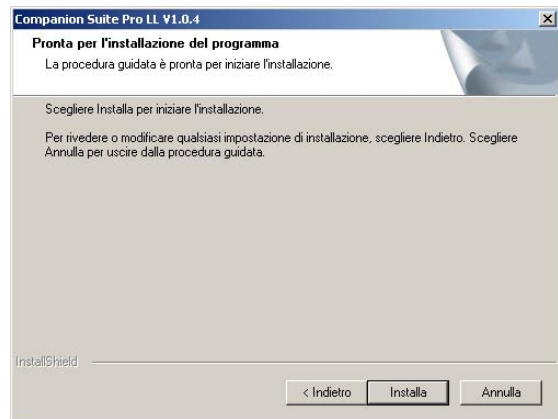 Companion Suite Pro LL V1.0.4
Pronta per l'installazione del programma
La procedura guidata è pronta per iniziare l'installazione.
Scegliere Installa per iniziare l'installazione.
Per rivedere o modificare qualsiasi impostazione di installazione, scegliere Indietro. Scegliere
Annulla per uscire dalla procedura guidata.
InstallShield
< Indietro Installa Annulla